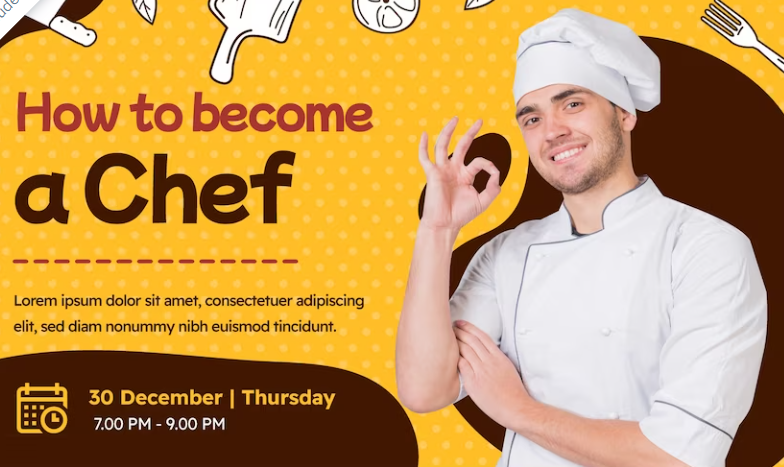 How to become
a Chef
Lorem ipsum dolor sit amet, consectetuer adipiscing
elit, sed diam nonummy nibh euismod tincidunt.
30 December | Thursday
7.00 PM - 9.00 PM